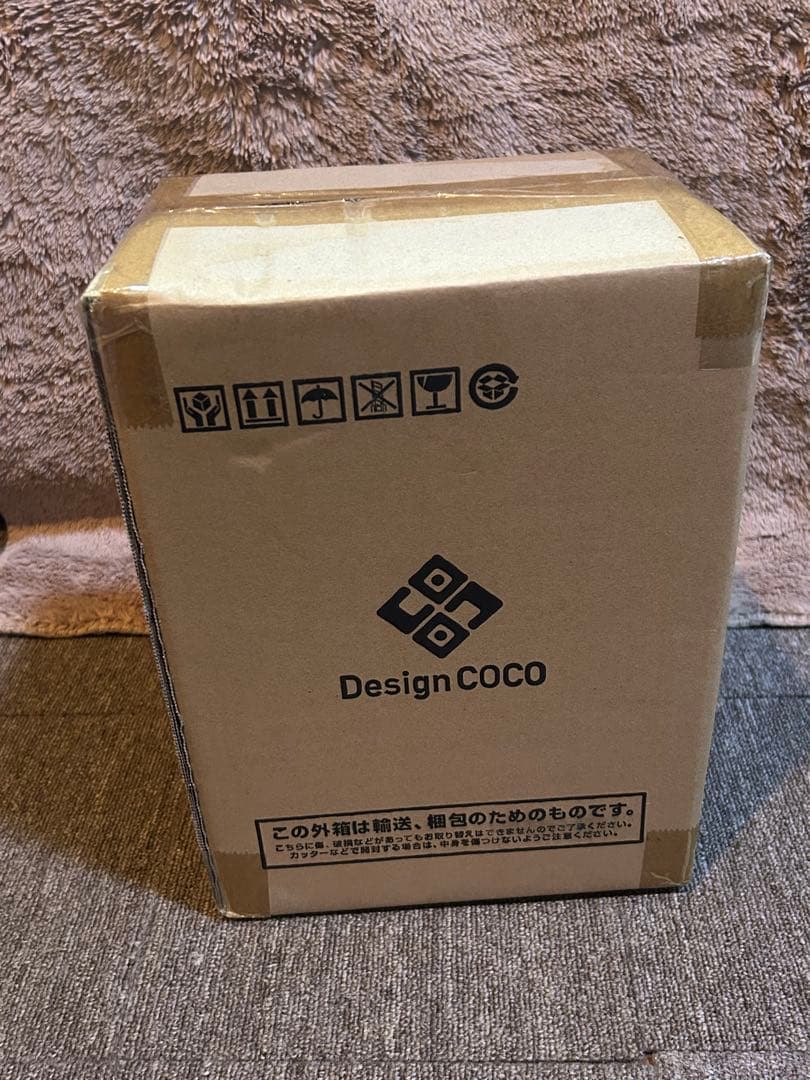 Design COCO
この外箱は輸送、梱包のためのものです。
こちらに傷、破損などがあってもお取り替えはできませんのでご了承ください。
カッターなどで開封する場合は、中身を傷つけないようご注意ください。